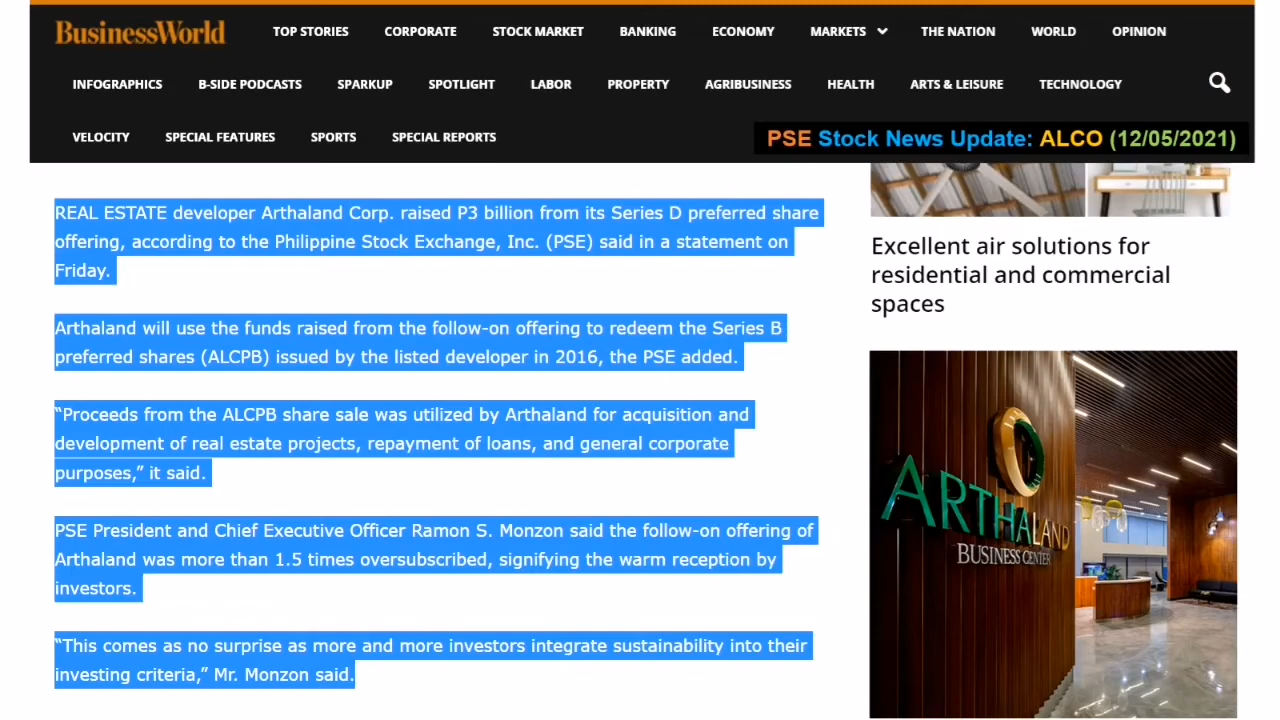 BusinessWorld
TOP STORIES CORPORATE STOCK MARKET BANKING ECONOMY MARKETS THE NATION WORLD OPINION
INFOGRAPHICS B-SIDE PODCASTS SPARKUP SPOTLIGHT LABOR PROPERTY AGRIBUSINESS HEALTH ARTS & LEISURE TECHNOLOGY
VELOCITY SPECIAL FEATURES SPORTS SPECIAL REPORTS
PSE Stock News Update: ALCO (12/05/2021)
REAL ESTATE developer Arthaland Corp. raised P3 billion from its Series D preferred share
offering, according to the Philippine Stock Exchange, Inc. (PSE) said in a statement on
Friday.
Arthaland will use the funds raised from the follow-on offering to redeem the Series B
preferred shares (ALCPB) issued by the listed developer in 2016, the PSE added.
“Proceeds from the ALCPB share sale was utilized by Arthaland for acquisition and
development of real estate projects, repayment of loans, and general corporate
purposes,” it said.
PSE President and Chief Executive Officer Ramon S. Monzon said the follow-on offering of
Arthaland was more than 1.5 times oversubscribed, signifying the warm reception by
investors.
“This comes as no surprise as more and more investors integrate sustainability into their
investing criteria,” Mr. Monzon said.
Excellent air solutions for
residential and commercial
spaces
ARTHALAND
BUSINESS CENTER